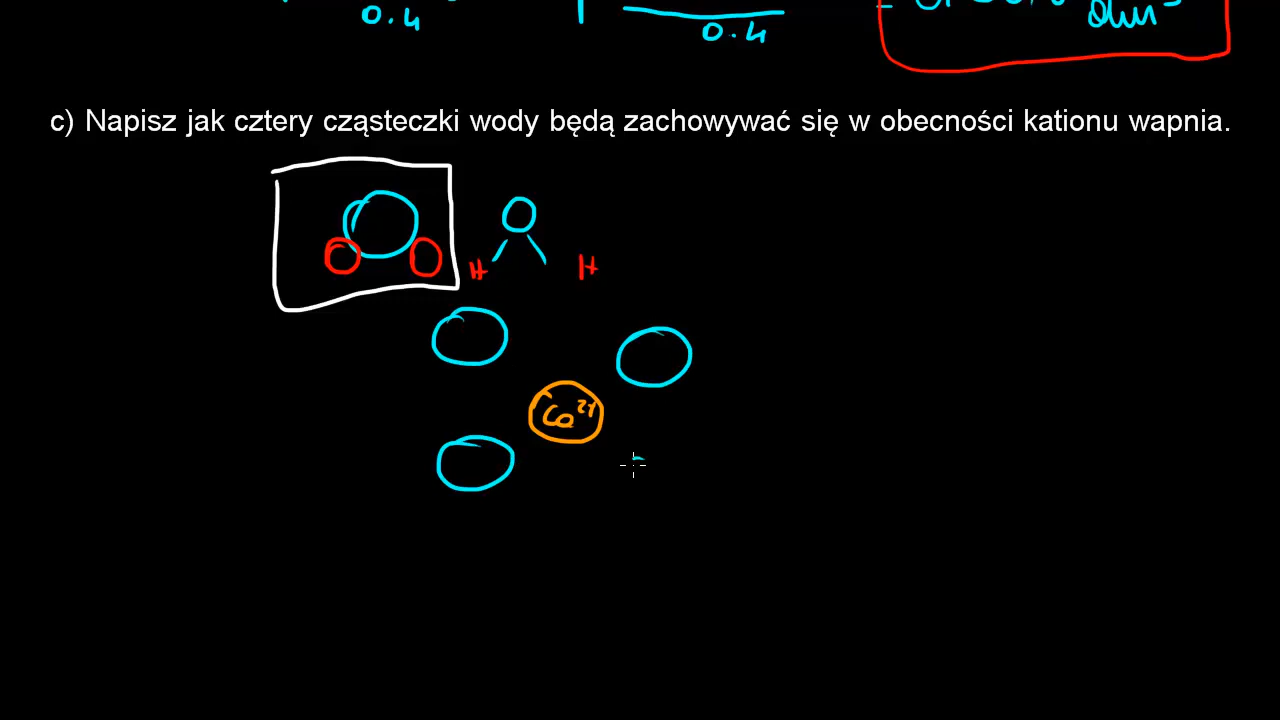 0.4
0.4
c) Napisz jak cztery cząsteczki wody będą zachowywać się w obecności kationu wapnia.
H H
Ca2+